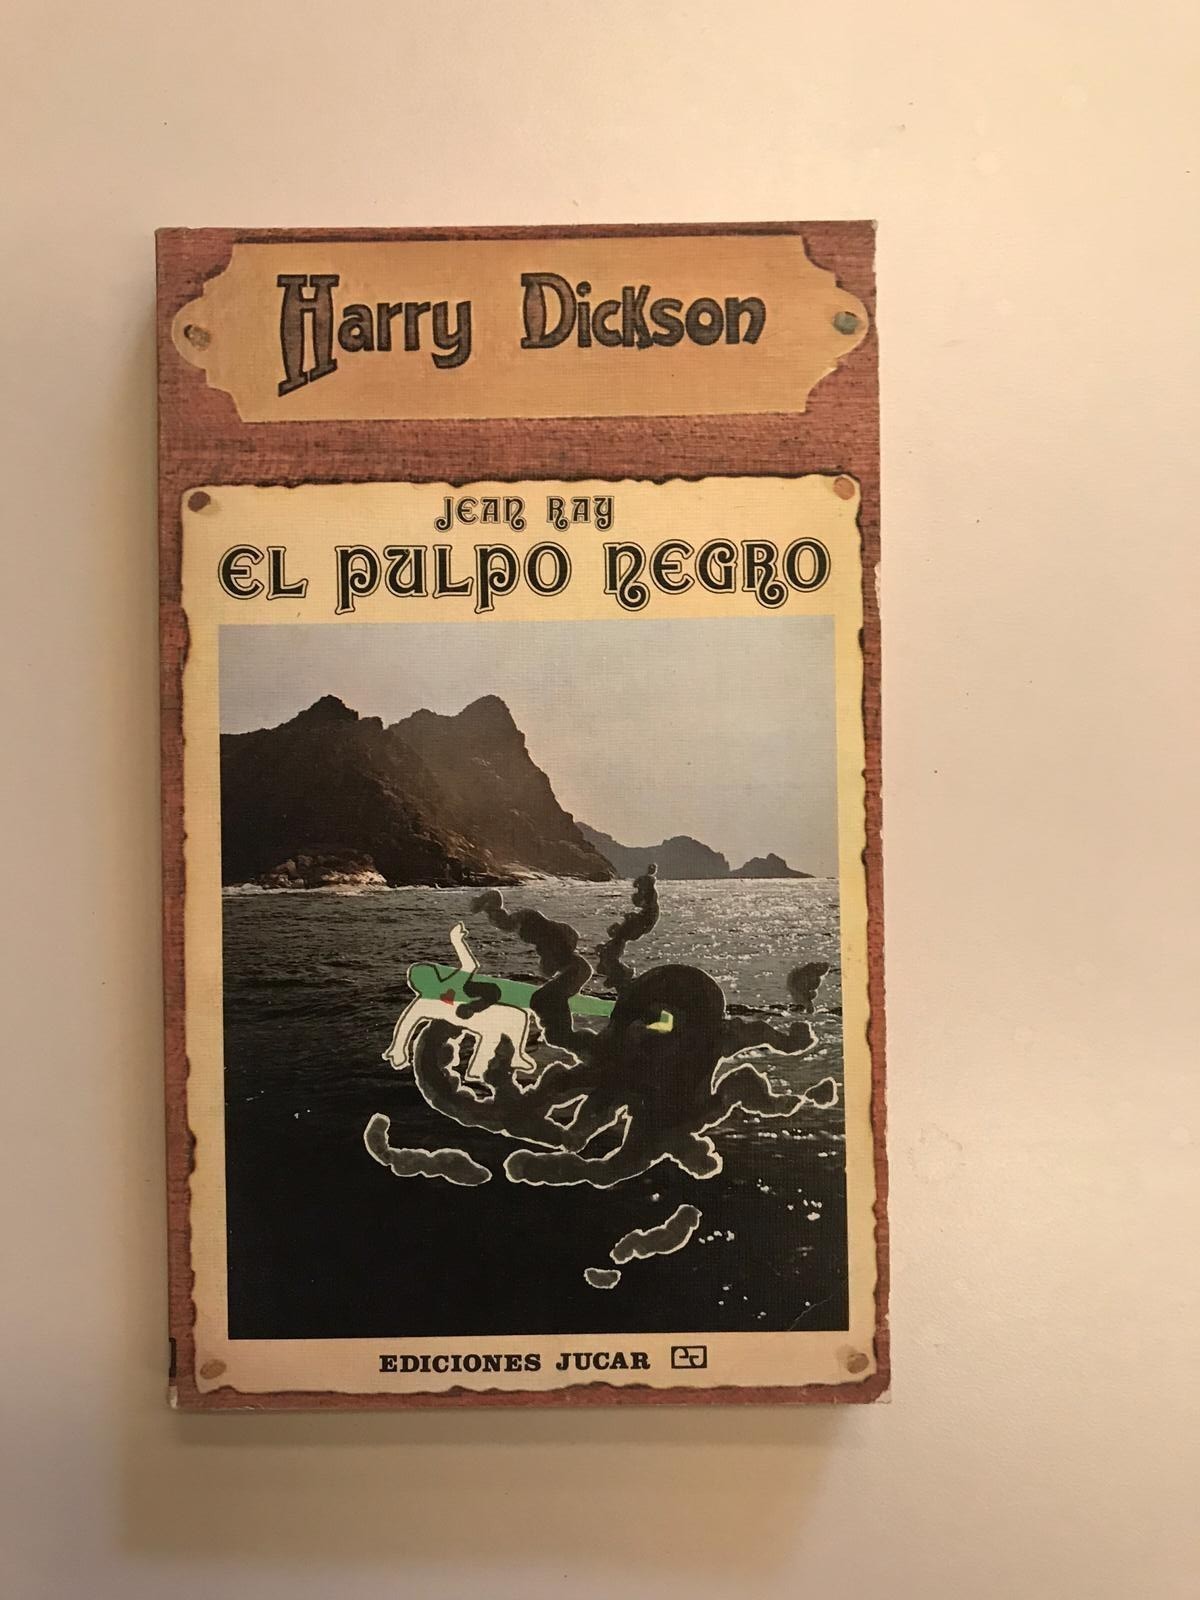 Harry Dickson
JEAN RAY
EL PULPO NEGRO
EDICIONES JUCAR